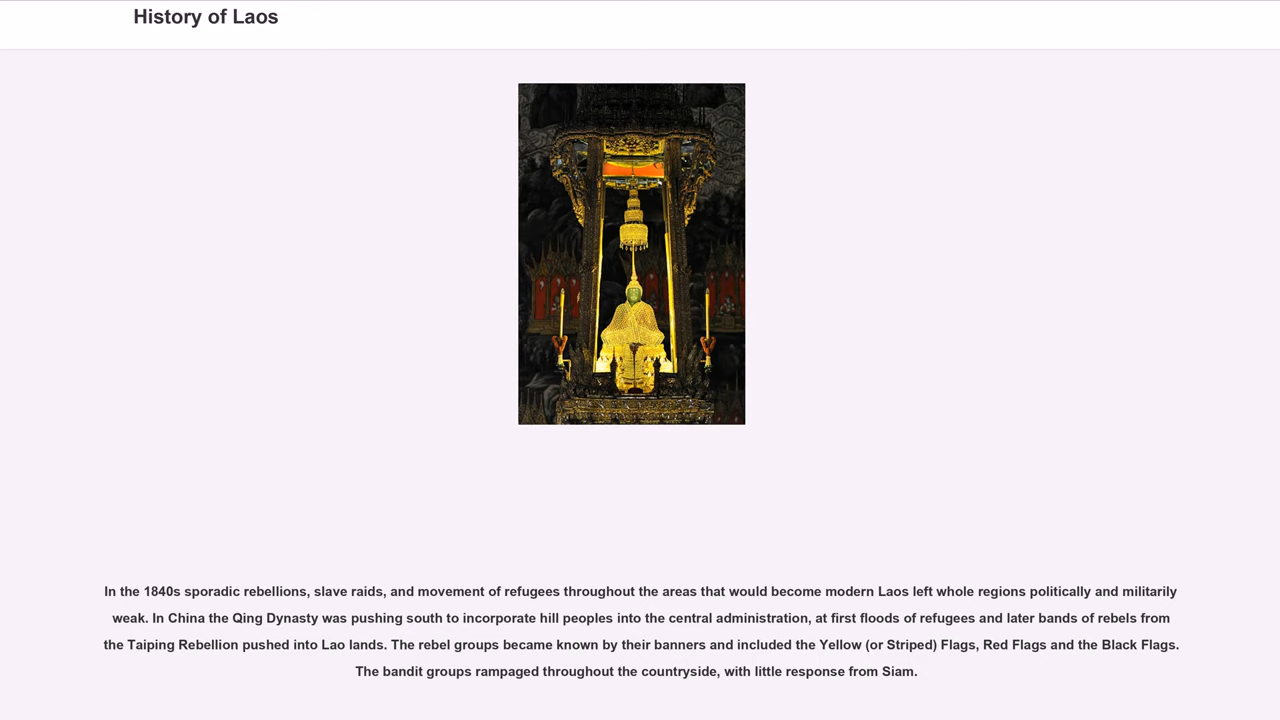 History of Laos
In the 1840s sporadic rebellions, slave raids, and movement of refugees throughout the areas that would become modern Laos left whole regions politically and militarily
weak. In China the Qing Dynasty was pushing south to incorporate hill peoples into the central administration, at first floods of refugees and later bands of rebels from
the Taiping Rebellion pushed into Lao lands. The rebel groups became known by their banners and included the Yellow (or Striped) Flags, Red Flags and the Black Flags.
The bandit groups rampaged throughout the countryside, with little response from Siam.